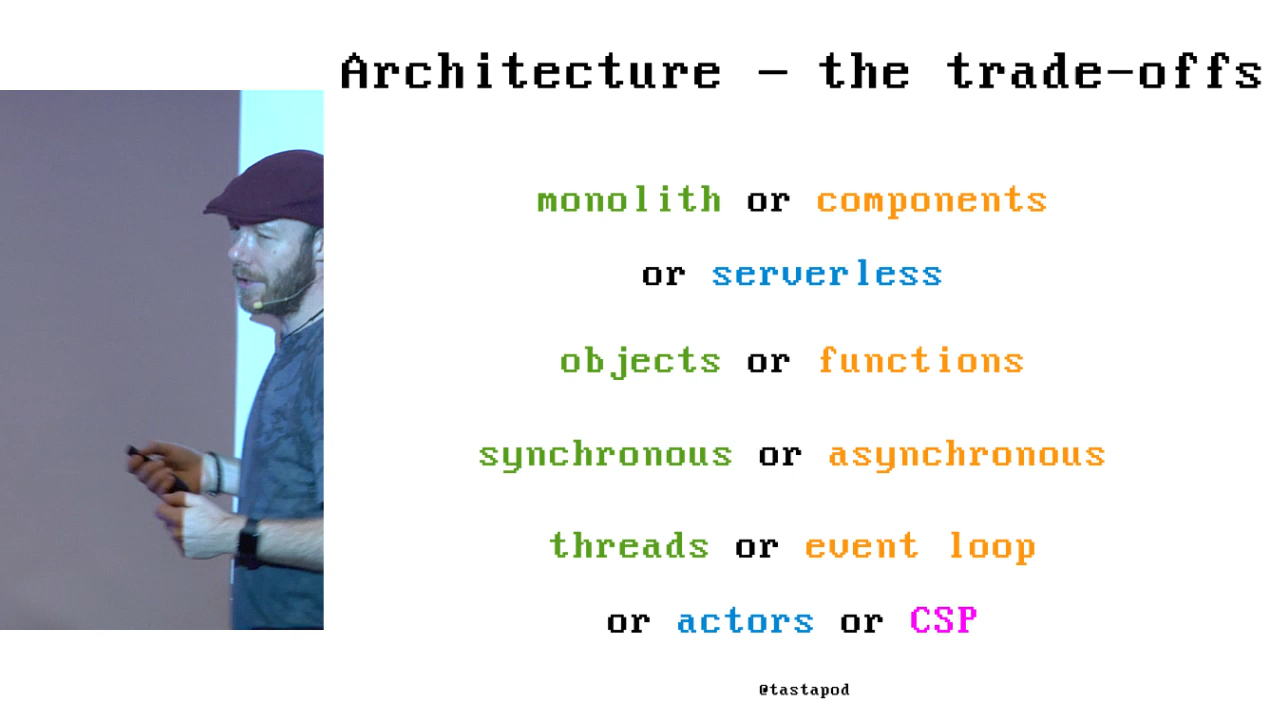 Architecture – the trade-offs
monolith or components
or serverless
objects or functions
synchronous or asynchronous
threads or event loop
or actors or CSP
@tastapod